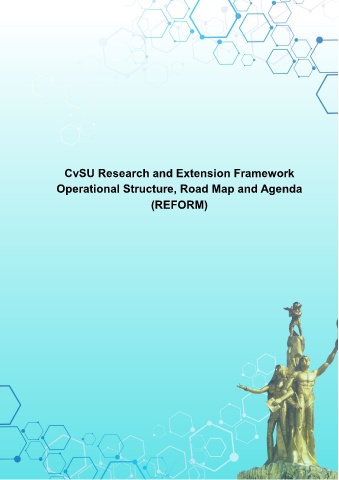 CvSU Research and Extension Framework
Operational Structure, Road Map and Agenda
(REFORM)